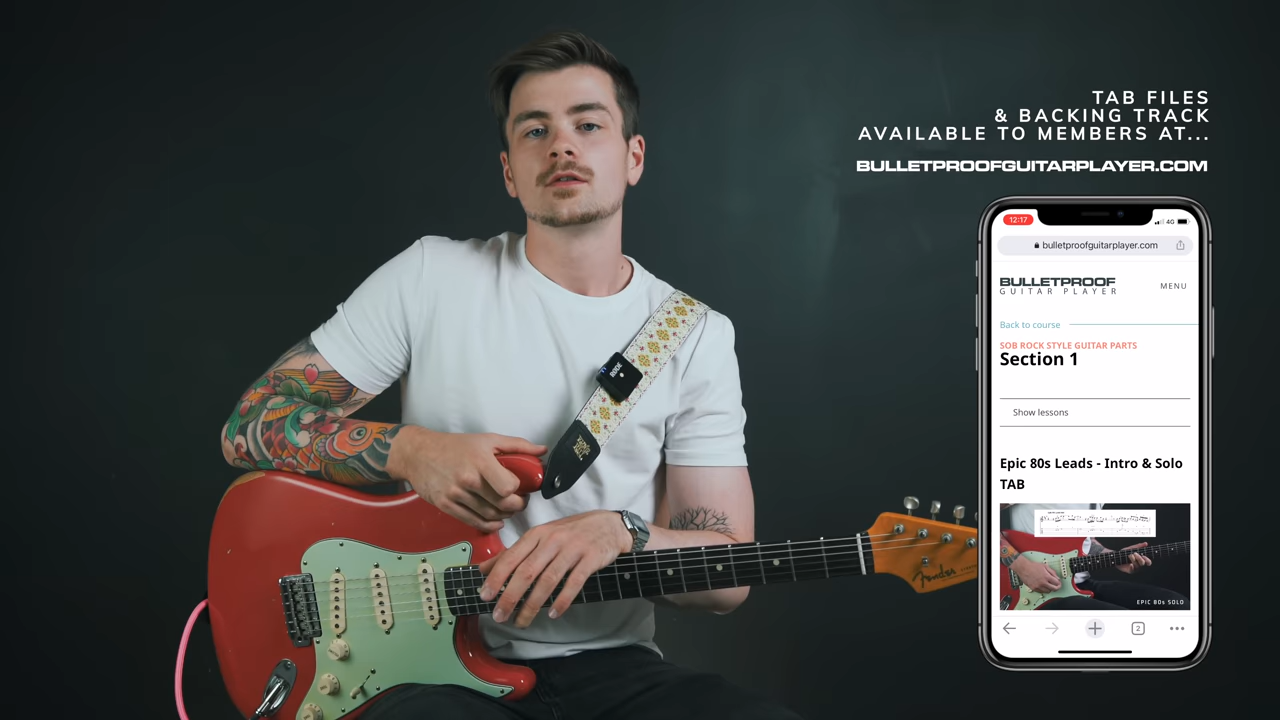 TAB FILES
& BACKING TRACK
AVAILABLE TO MEMBERS AT...
BULLETPROOFGUITARPLAYER.COM
12:17
4G
bulletproofguitarplayer.com
BULLETPROOF
GUITAR PLAYER
MENU
Back to course
SOB ROCK STYLE GUITAR PARTS
Section 1
Show lessons
Epic 80s Leads - Intro & Solo
TAB
EPIC 80s SOLO
2
RODE
Fender